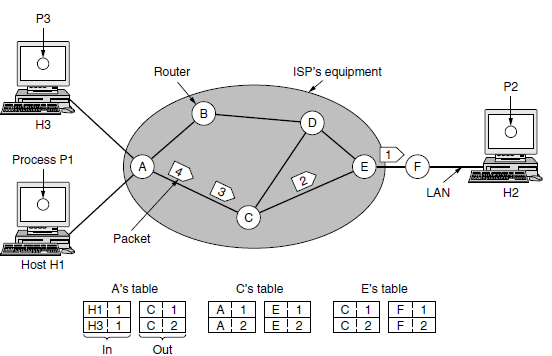 P3
Router
ISP's equipment
P2
B
D
H3
Process P1
A
4
3
2
E
1
F
C
LAN
H2
Packet
Host H1
A's table
C's table
E's table
H1 1 C 1 A 1 E 1 C 1 F 1
H3 1 C 2 A 2 E 2 C 2 F 2
In Out